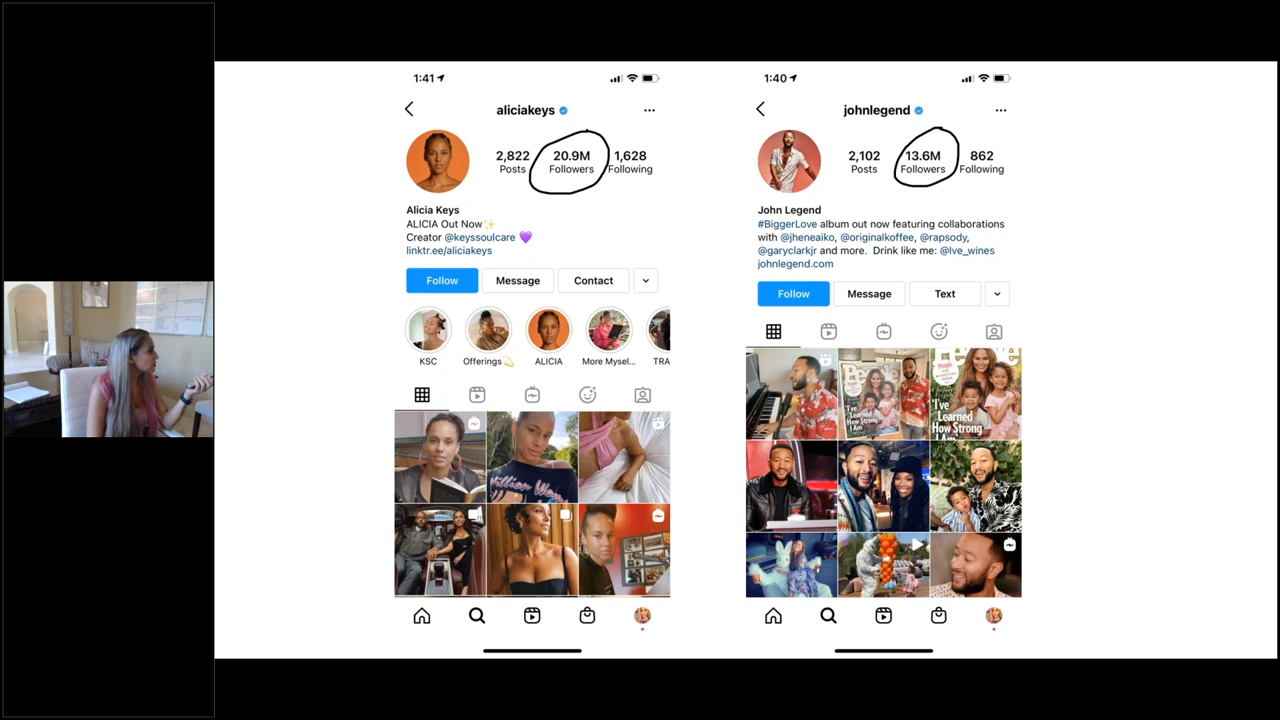 1:41
aliciakeys
2,822
Posts
20.9M
Followers
1,628
Following
Alicia Keys
ALICIA Out Now✨
Creator @keyssoulcare 💜
linktr.ee/aliciakeys
Follow
Message
Contact
KSC
Offerings💫
ALICIA
More Mysel...
TRA
1:40
johnlegend
2,102
Posts
13.6M
Followers
862
Following
John Legend
#BiggerLove album out now featuring collaborations
with @jheneaiko, @originalkoffee, @rapsody,
@garyclarkjr and more. Drink like me: @lve_wines
johnlegend.com
Follow
Message
Text
'I've
Learned
How Strong
I Am
'I've
Learned
How Strong
I Am